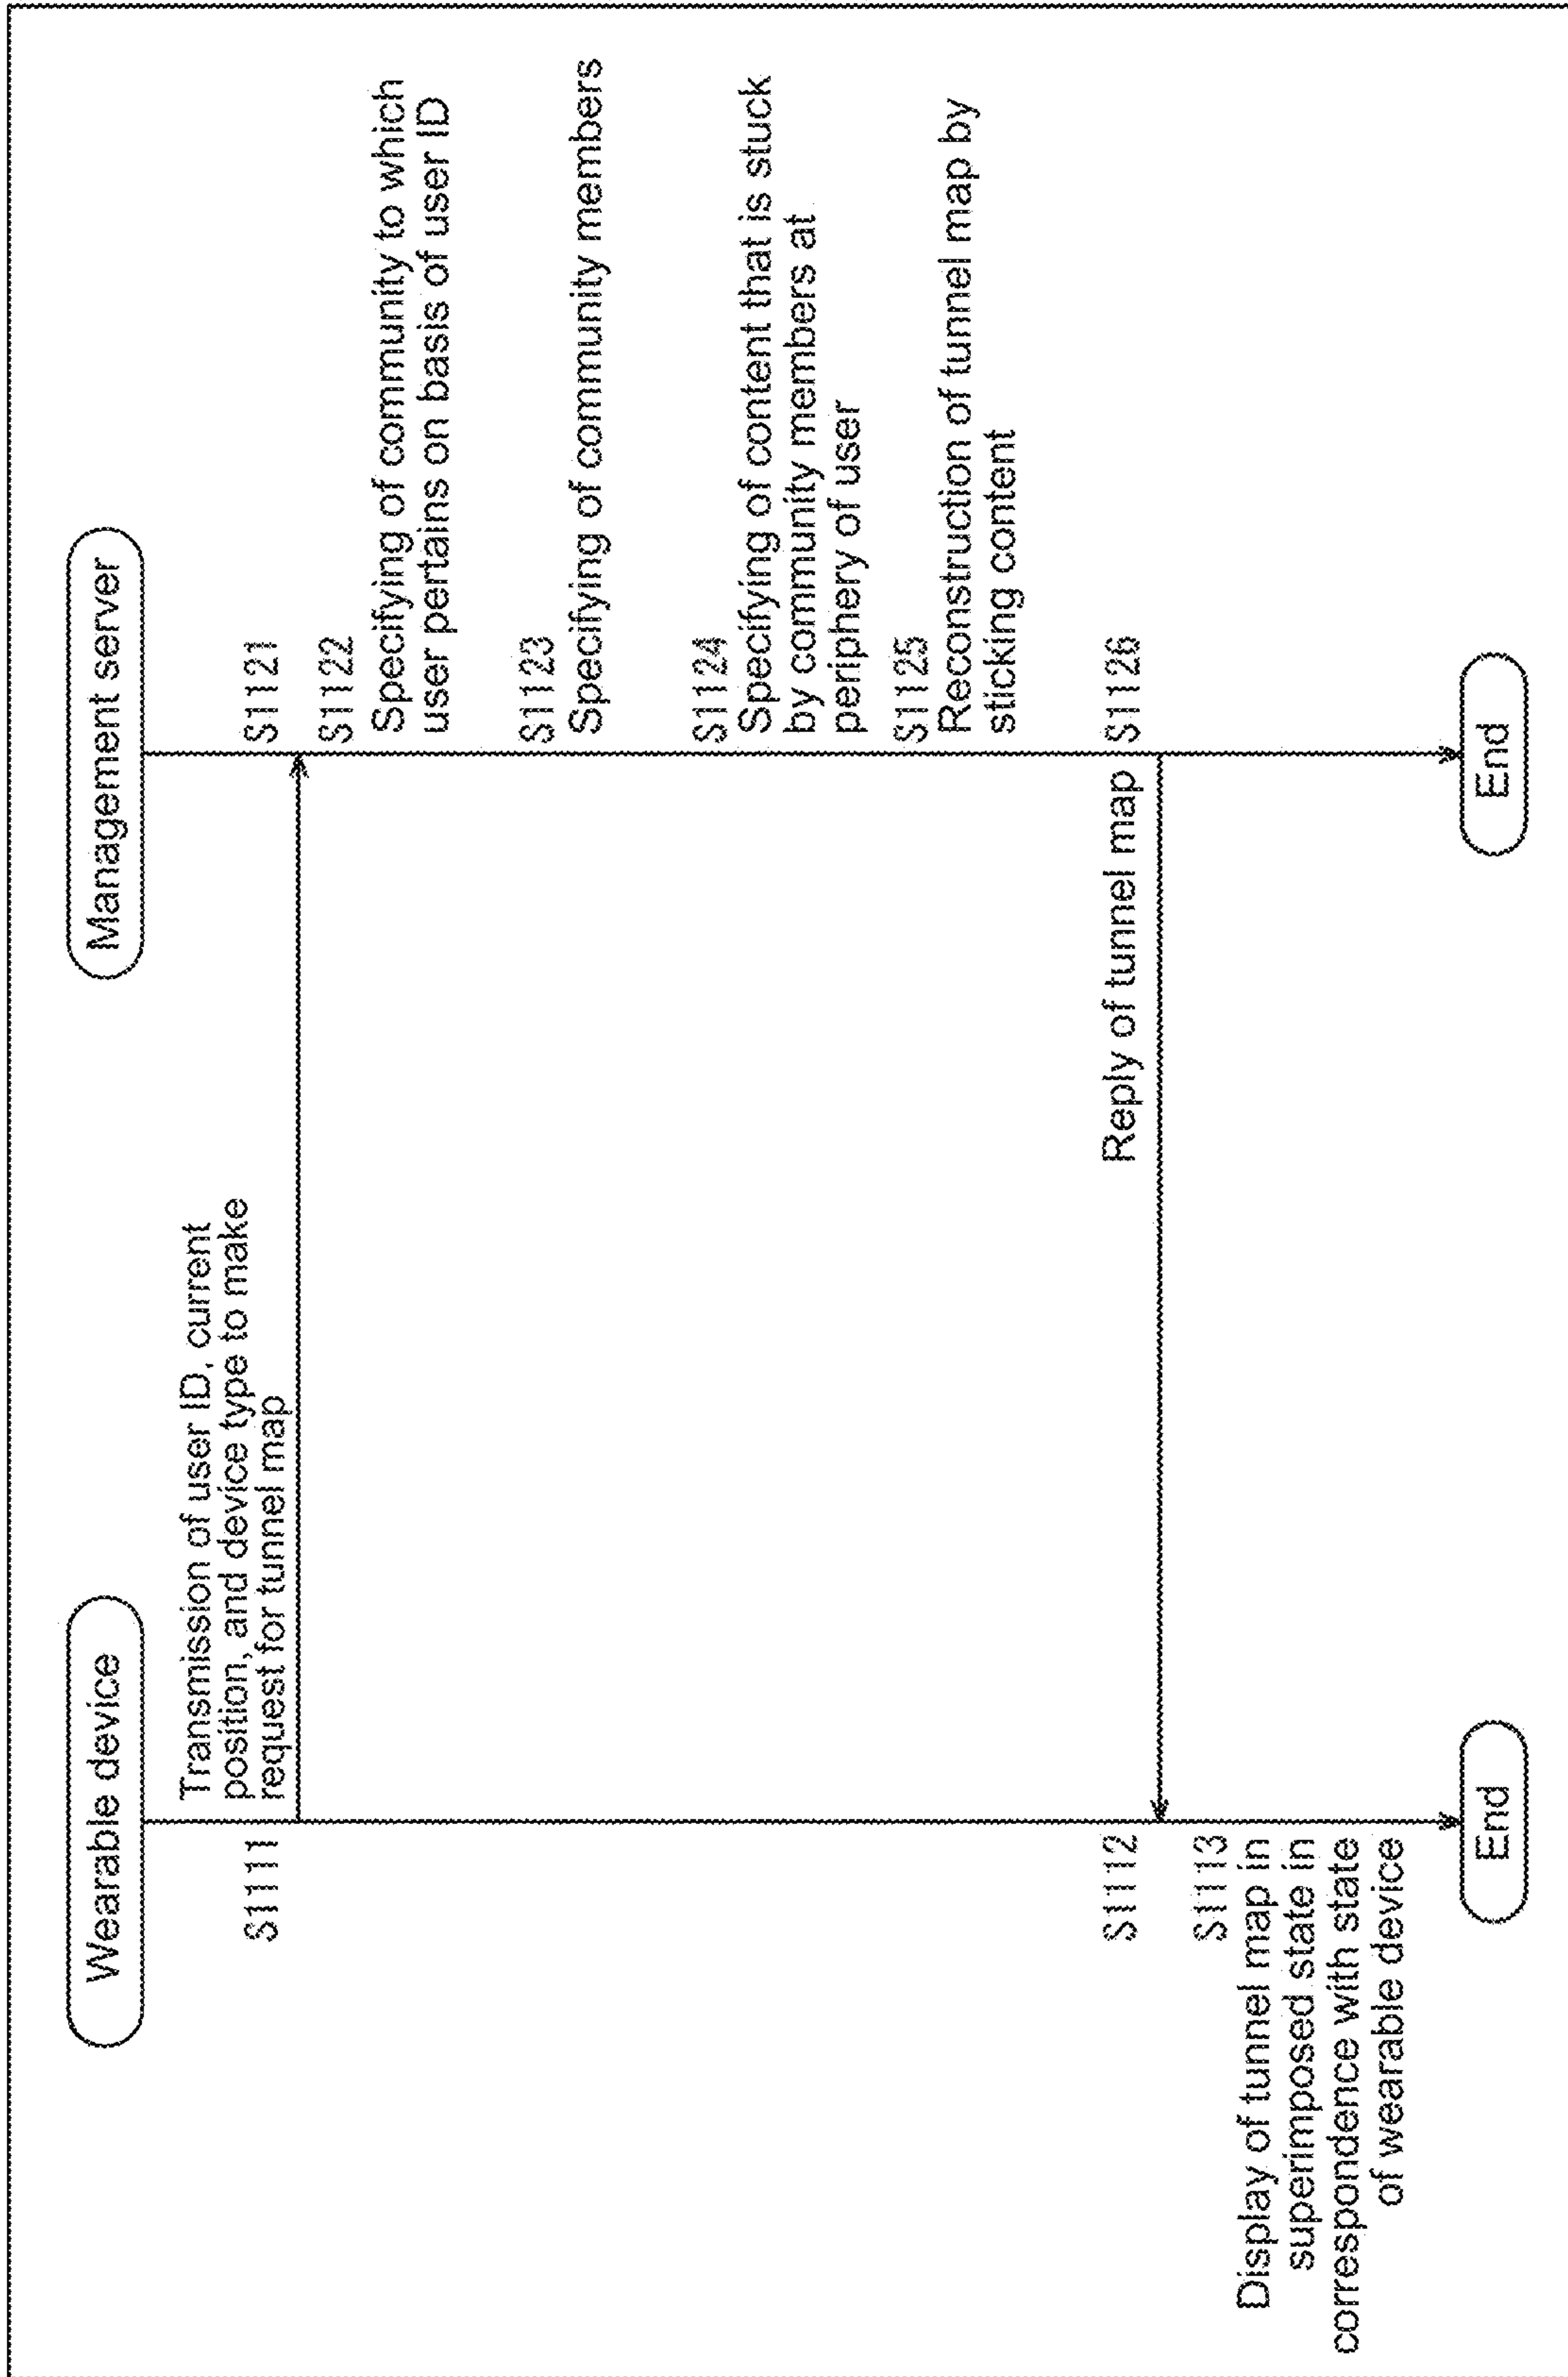 Wearable device
Management server
Transmission of user ID, current
position, and device type to make
request for tunnel map
S1111
S1121
S1122
Specifying of community to which
user pertains on basis of user ID
S1123
Specifying of community members
S1124
Specifying of content that is stuck
by community members at
periphery of user
S1125
Reconstruction of tunnel map by
sticking content
S1112
Reply of tunnel map
S1126
S1113
Display of tunnel map in
superimposed state in
correspondence with state
of wearable device
End
End